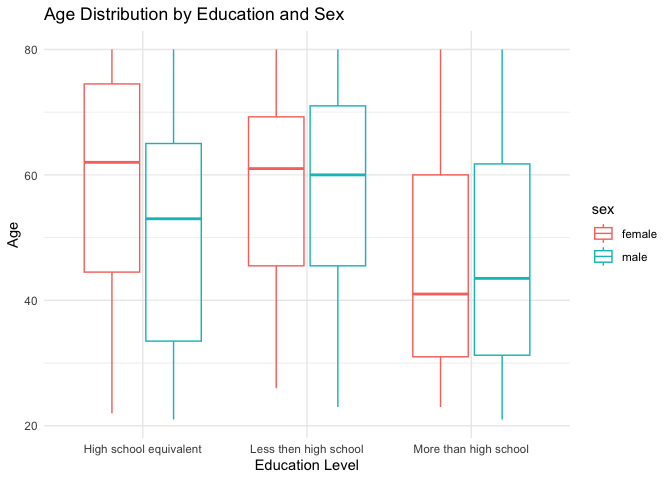 Age Distribution by Education and Sex
80
60
40
20
Age
High school equivalent
Less then high school
More than high school
Education Level
sex
female
male